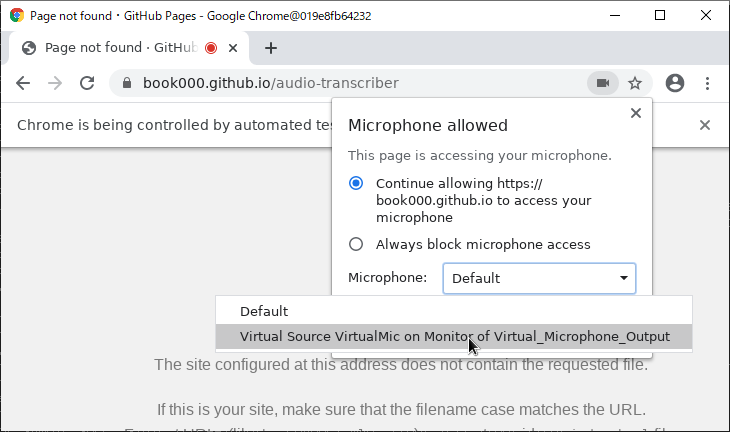 Page not found · GitHub Pages - Google Chrome@019e8fb64232
Page not found · GitHub
book000.github.io/audio-transcriber
Chrome is being controlled by automated tes
Microphone allowed
This page is accessing your microphone.
Continue allowing https://
book000.github.io to access your
microphone
Always block microphone access
Microphone:
Default
Default
Virtual Source VirtualMic on Monitor of Virtual_Microphone_Output
The site configured at this address does not contain the requested file.
If this is your site, make sure that the filename case matches the URL.